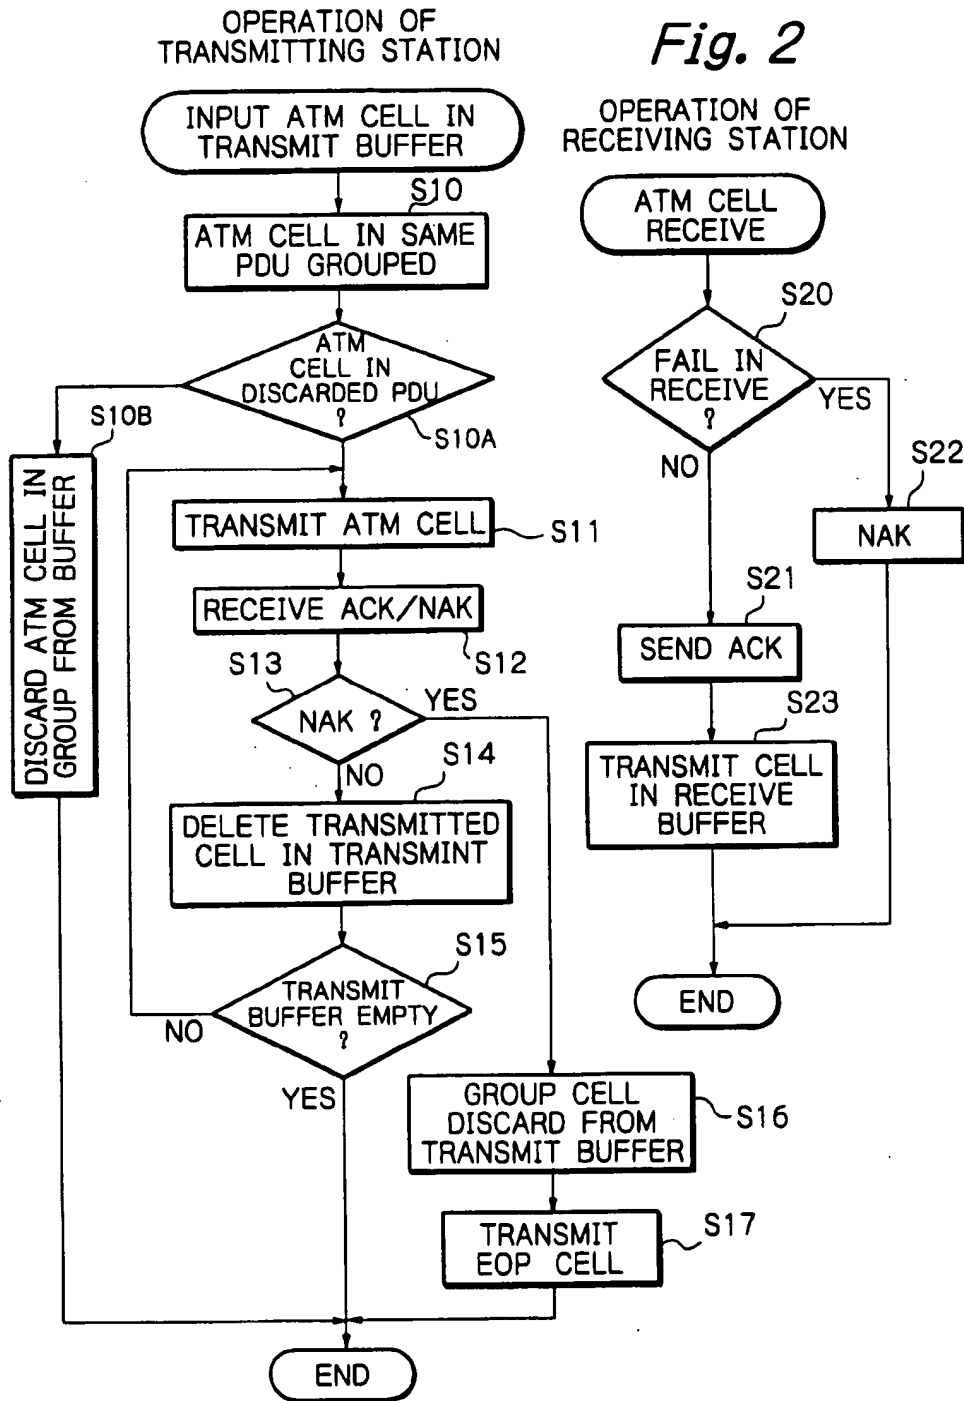 OPERATION OF
TRANSMITTING STATION
INPUT ATM CELL IN
TRANSMIT BUFFER
S10
ATM CELL IN SAME
PDU GROUPED
ATM
CELL IN
DISCARDED PDU
?
S10A
S10B
DISCARD ATM CELL IN
GROUP FROM BUFFER
TRANSMIT ATM CELL
S11
RECEIVE ACK/NAK
S12
S13
NAK ?
YES
NO
S14
DELETE TRANSMITTED
CELL IN TRANSMINT
BUFFER
S15
TRANSMIT
BUFFER EMPTY
?
NO
YES
GROUP CELL
DISCARD FROM
TRANSMIT BUFFER
S16
TRANSMIT
EOP CELL
S17
END
Fig. 2
OPERATION OF
RECEIVING STATION
ATM CELL
RECEIVE
S20
FAIL IN
RECEIVE
?
YES
NO
S22
NAK
S21
SEND ACK
S23
TRANSMIT CELL
IN RECEIVE
BUFFER
END